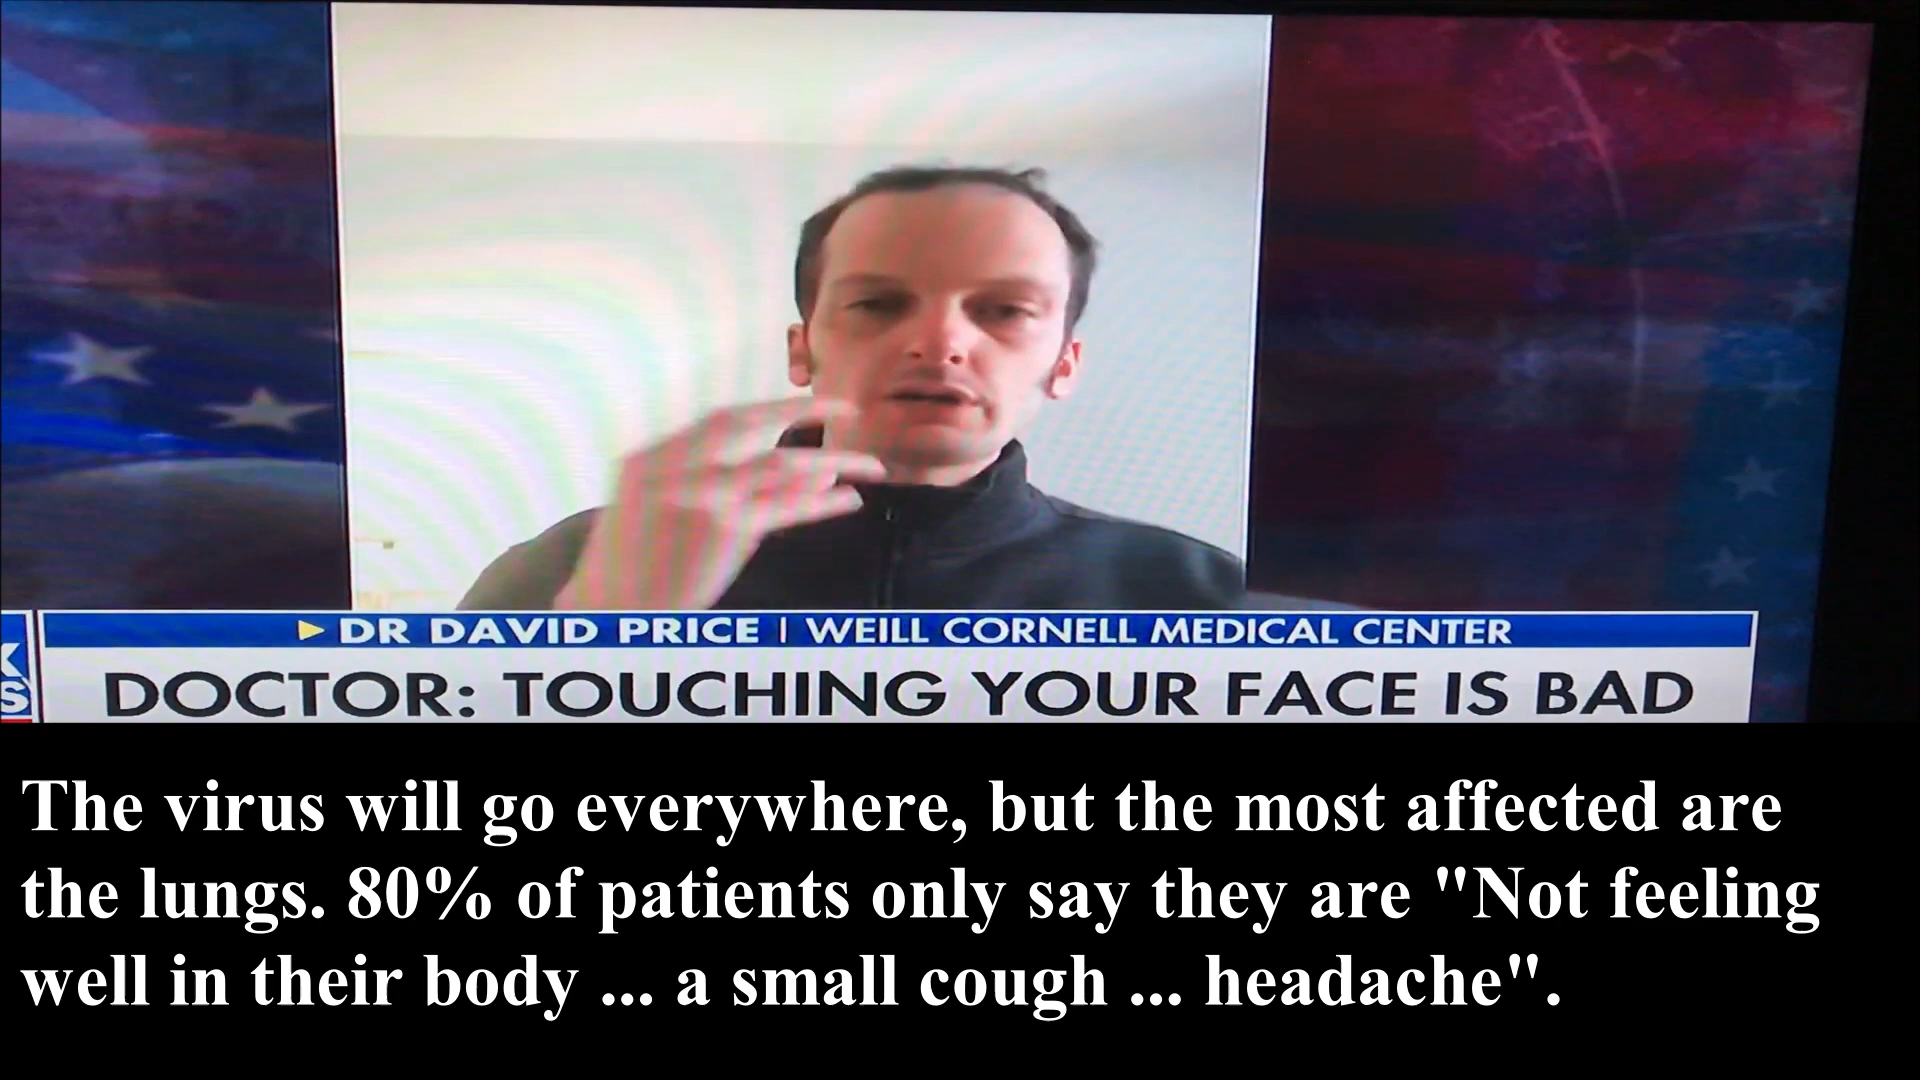 DR DAVID PRICE | WEILL CORNELL MEDICAL CENTER
DOCTOR: TOUCHING YOUR FACE IS BAD
The virus will go everywhere, but the most affected are
the lungs. 80% of patients only say they are "Not feeling
well in their body ... a small cough ... headache".